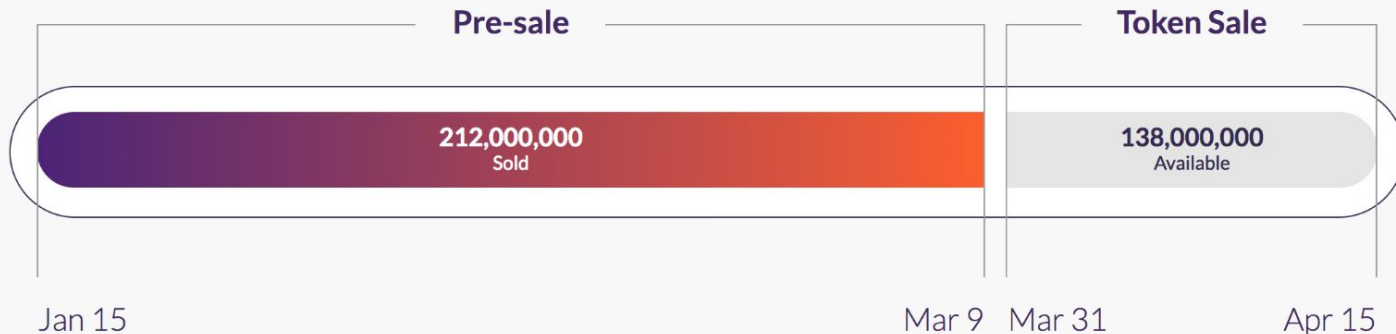 Pre-sale
Token Sale
212,000,000
Sold
138,000,000
Available
Jan 15
Mar 9
Mar 31
Apr 15